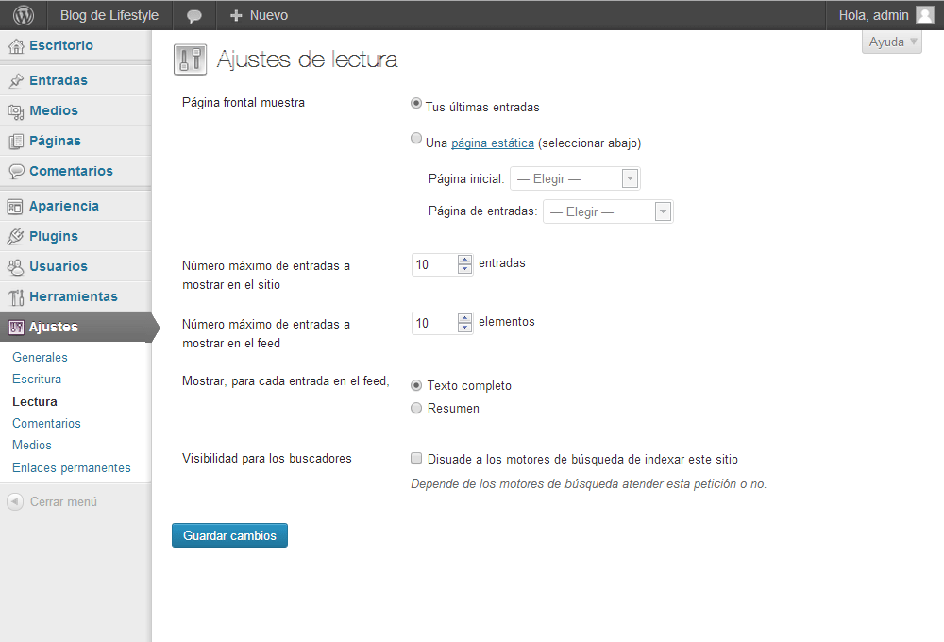 Blog de Lifestyle
Nuevo
Hola, admin
Ayuda
Escritorio
Entradas
Medios
Páginas
Comentarios
Apariencia
Plugins
Usuarios
Herramientas
Ajustes
Generales
Escritura
Lectura
Comentarios
Medios
Enlaces permanentes
Cerrar menú
Ajustes de lectura
Página frontal muestra
Tus últimas entradas
Una página estática (seleccionar abajo)
Página inicial: — Elegir —
Página de entradas: — Elegir —
Número máximo de entradas a
mostrar en el sitio
10 entradas
Número máximo de entradas a
mostrar en el feed
10 elementos
Mostrar, para cada entrada en el feed,
Texto completo
Resumen
Visibilidad para los buscadores
Disuade a los motores de búsqueda de indexar este sitio
Depende de los motores de búsqueda atender esta petición o no.
Guardar cambios